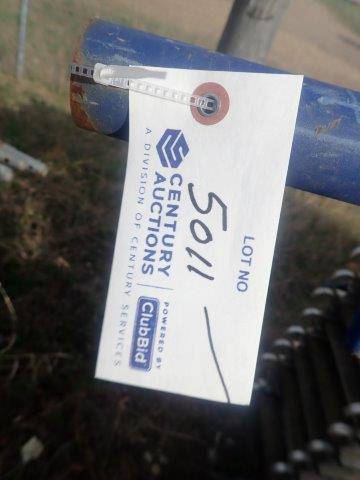 LOT NO
5011
CENTURY
AUCTIONS
A DIVISION OF CENTURY SERVICES
POWERED BY
ClubBid